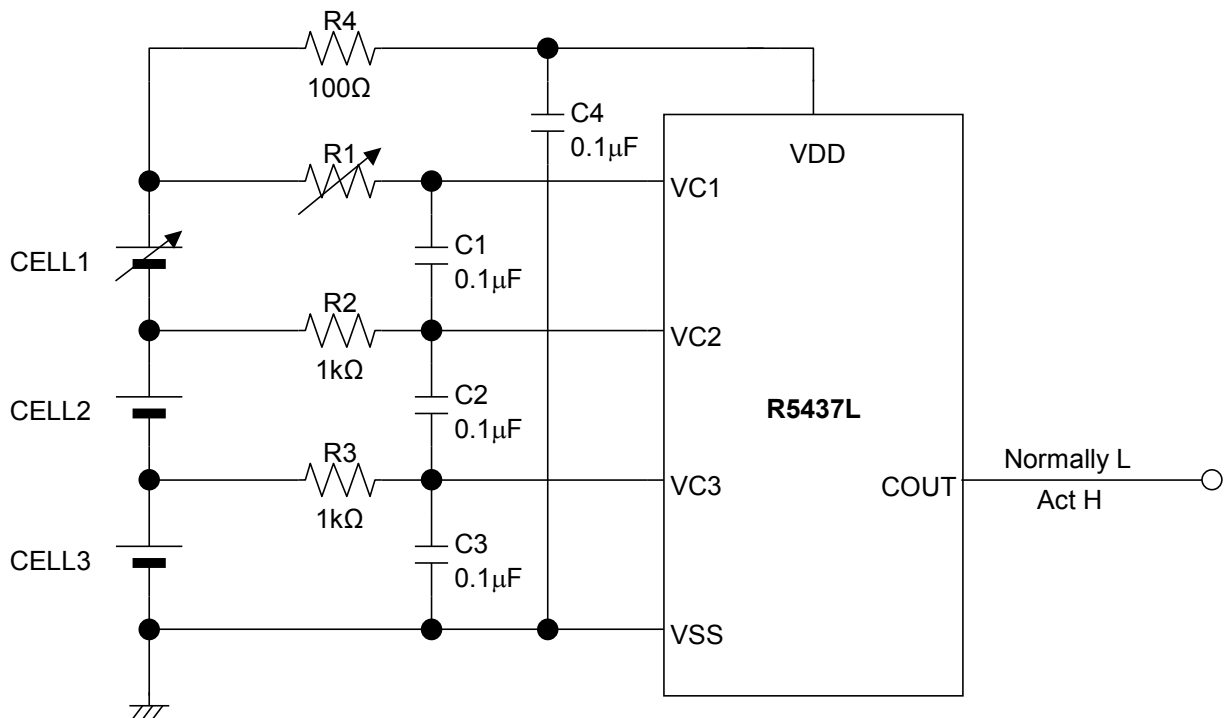 R4
100Ω
C4
0.1μF
VDD
R1
VC1
CELL1
C1
0.1μF
R2
VC2
1kΩ
CELL2
C2
0.1μF
R5437L
R3
Normally L
VC3
COUT
1kΩ
Act H
CELL3
C3
0.1μF
VSS